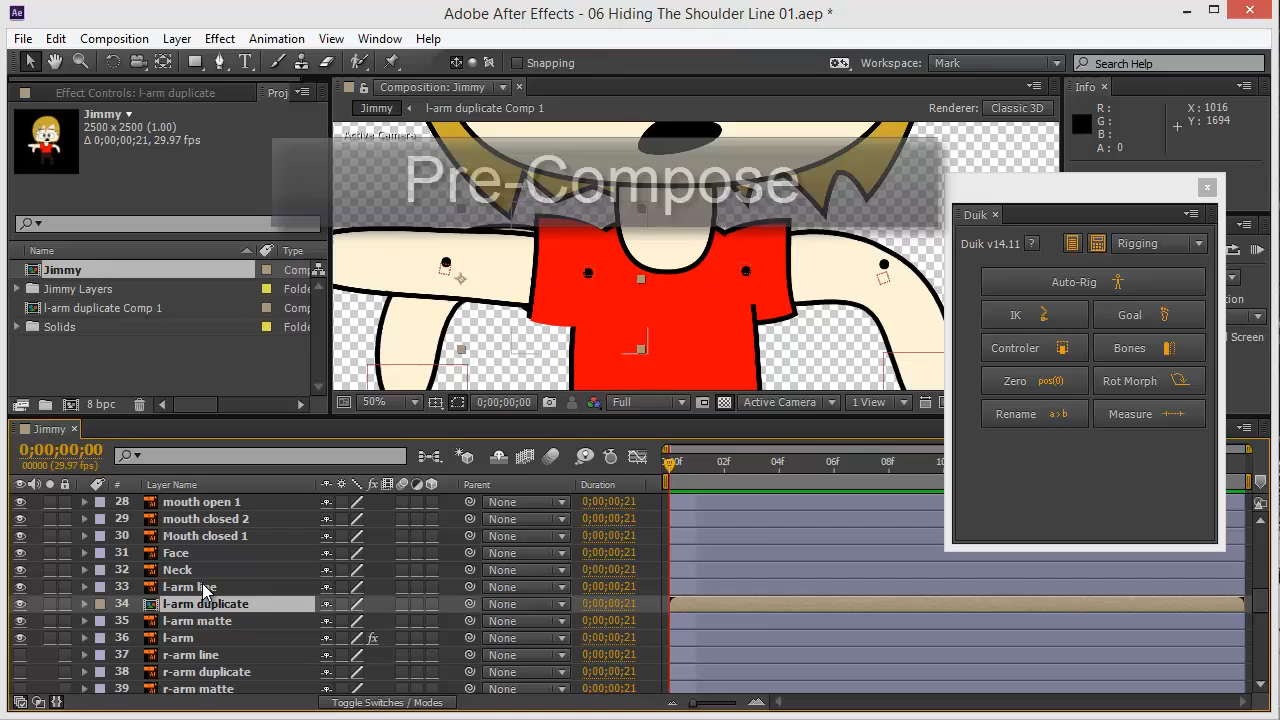 Ae
Adobe After Effects - 06 Hiding The Shoulder Line 01.aep *
File Edit Composition Layer Effect Animation View Window Help
Snapping
Workspace: Mark
Search Help
Effect Controls: l-arm duplicate
Proj
Composition: Jimmy
Info
Jimmy
2500 x 2500 (1.00)
Δ 0;00;00;21, 29.97 fps
Jimmy
l-arm duplicate Comp 1
Renderer: Classic 3D
R:
G:
B:
A: 0
X: 1016
Y: 1694
Active Camera
Pre-Compose
Name
Type
Jimmy
Comp
Jimmy Layers
Folde
l-arm duplicate Comp 1
Comp
Solids
Folde
8 bpc
50%
0;00;00;00
Full
Active Camera
1 View
Duik
Duik v14.11
?
Rigging
Auto-Rig
IK
Goal
Controler
Bones
Zero pos(0)
Rot Morph
Rename a>b
Measure
Screen
Jimmy
0;00;00;00
00000 (29.97 fps)
02f 04f 06f 08f
# Layer Name
Parent
Duration
28 mouth open 1 None 0;00;00;21
29 mouth closed 2 None 0;00;00;21
30 Mouth closed 1 None 0;00;00;21
31 Face None 0;00;00;21
32 Neck None 0;00;00;21
33 l-arm line None 0;00;00;21
34 l-arm duplicate None 0;00;00;21
35 l-arm matte None 0;00;00;21
36 l-arm fx None 0;00;00;21
37 r-arm line None 0;00;00;21
38 r-arm duplicate None 0;00;00;21
39 r-arm matte None 0;00;00;21
Toggle Switches / Modes